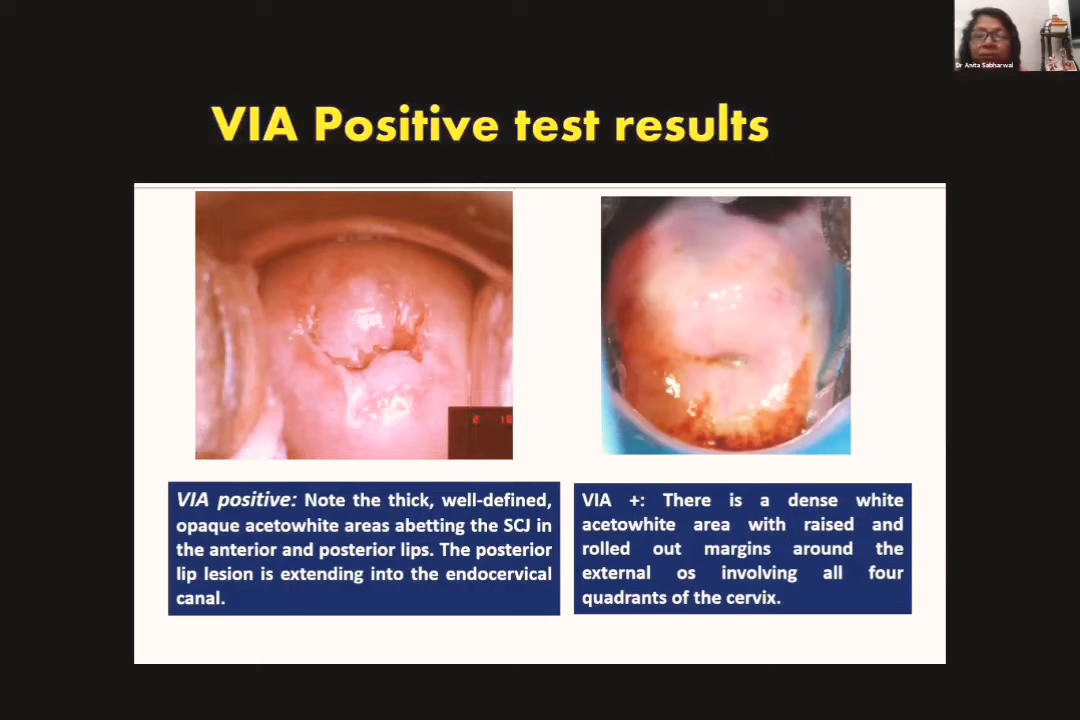 Dr Anita Sabharwal
VIA Positive test results
VIA positive: Note the thick, well-defined,
opaque acetowhite areas abetting the SCJ in
the anterior and posterior lips. The posterior
lip lesion is extending into the endocervical
canal.
VIA +: There is a dense white
acetowhite area with raised and
rolled out margins around the
external os involving all four
quadrants of the cervix.